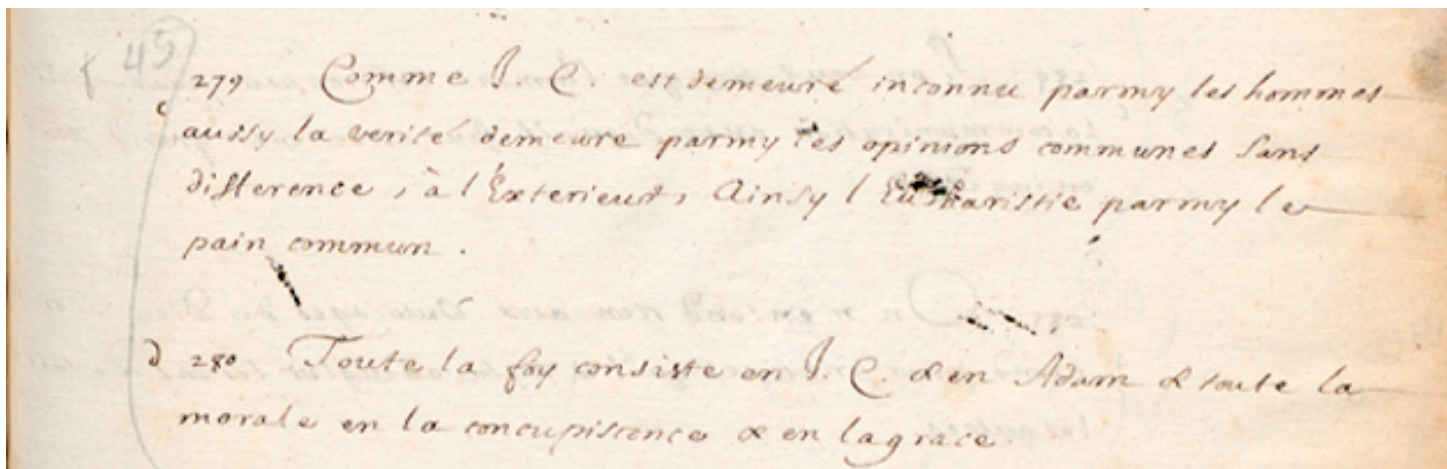 45
279 Comme J. C. est demeuré inconnu parmy les hommes
c
aussy la verité demeure parmy les opinions communes sans
difference, à l'Exterieur, Ainsy l'Eucharistie parmy le
pain commun.
d 280 Toute la foy consiste en J. C. & en Adam & toute la
morale en la concupiscence & en la grace